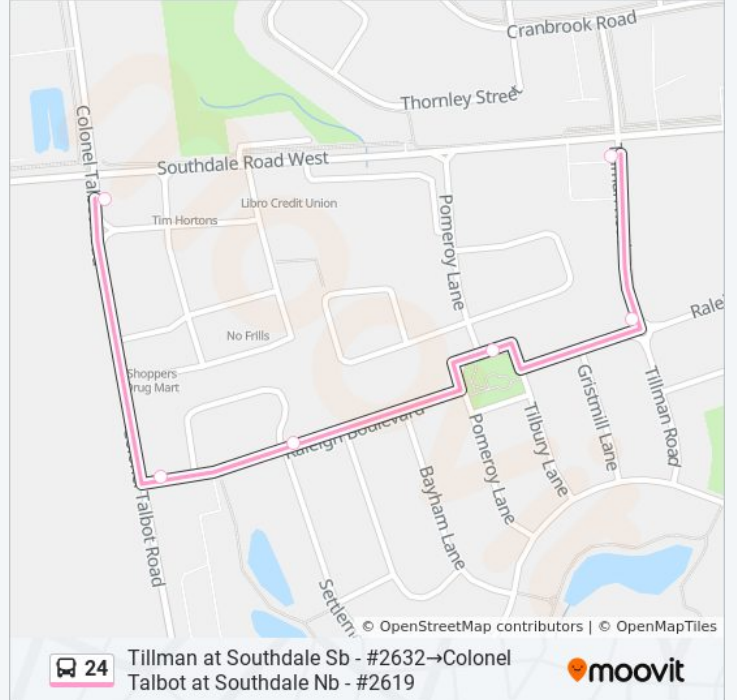 Cranbrook Road
Thornley Street
Colonel Talbot
Southdale Road West
Libro Credit Union
Tim Hortons
Pomeroy Lane
No Frills
Shoppers
Drug Mart
Raleigh Boulevard
Gristmill Lane
Tillman Road
Tilbury Lane
Pomeroy Lane
Bayham Lane
Talbot Road
© OpenStreetMap contributors | © OpenMapTiles
24
Tillman at Southdale Sb - #2632→Colonel
Talbot at Southdale Nb - #2619
moovit